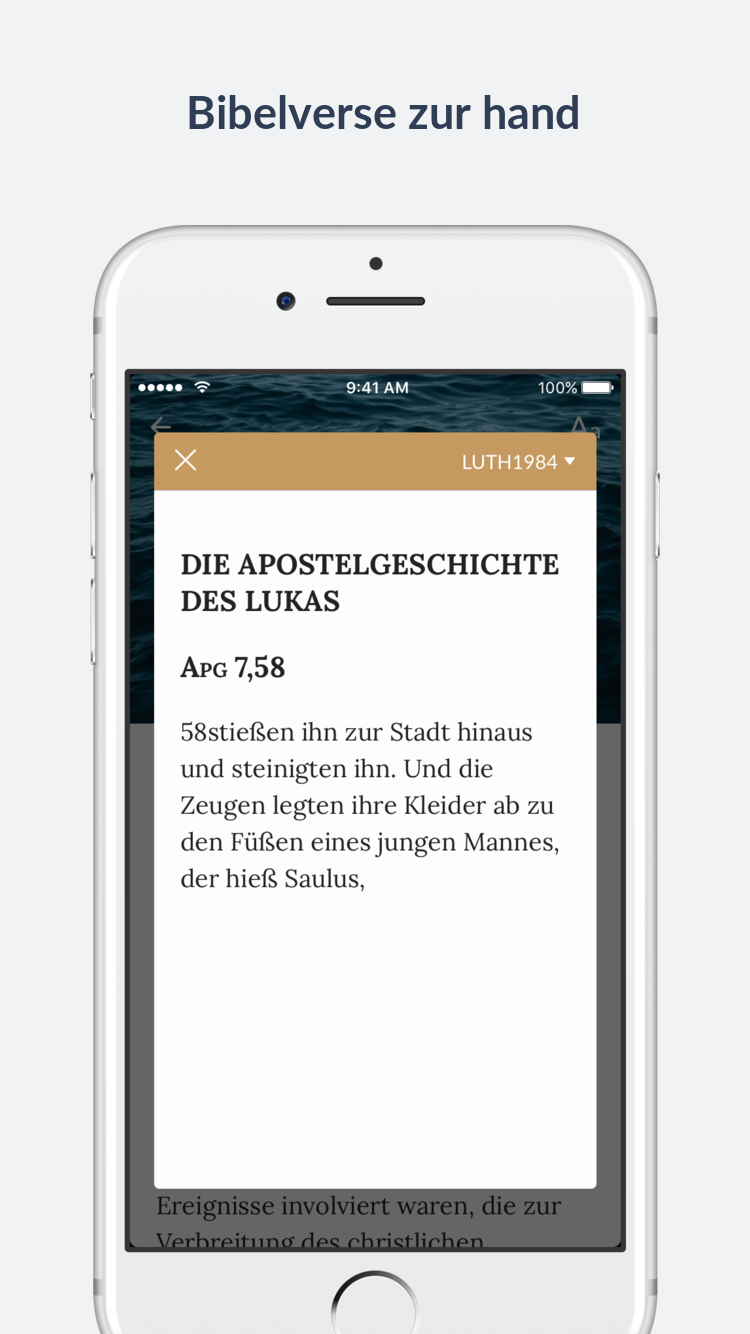 Bibelverse zur hand
9:41 AM
100%
Aa
LUTH1984
DIE APOSTELGESCHICHTE
DES LUKAS
Apg 7,58
58stießen ihn zur Stadt hinaus
und steinigten ihn. Und die
Zeugen legten ihre Kleider ab zu
den Füßen eines jungen Mannes,
der hieß Saulus,
Ereignisse involviert waren, die zur
Verbreitung des christlichen